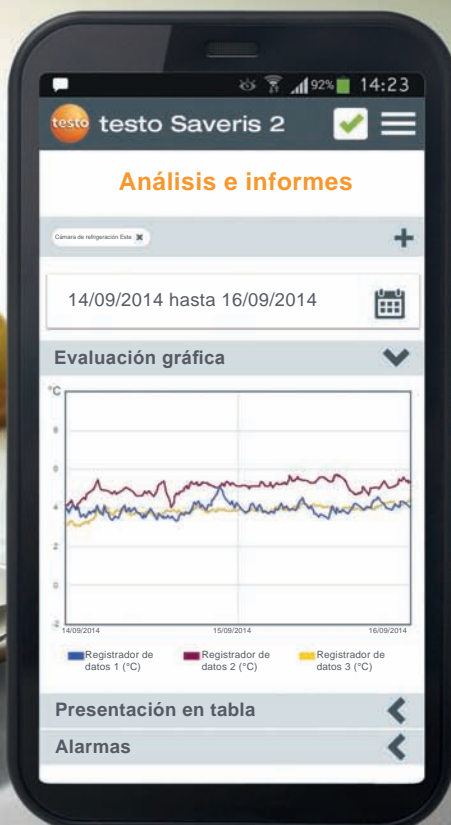 92% 14:23
testo testo Saveris 2
Análisis e informes
Cámara de refrigeración Este
14/09/2014 hasta 16/09/2014
Evaluación gráfica
°C
8
6
4
2
0
-2
14/09/2014 15/09/2014 16/09/2014
Registrador de datos 1 (°C)
Registrador de datos 2 (°C)
Registrador de datos 3 (°C)
Presentación en tabla
Alarmas